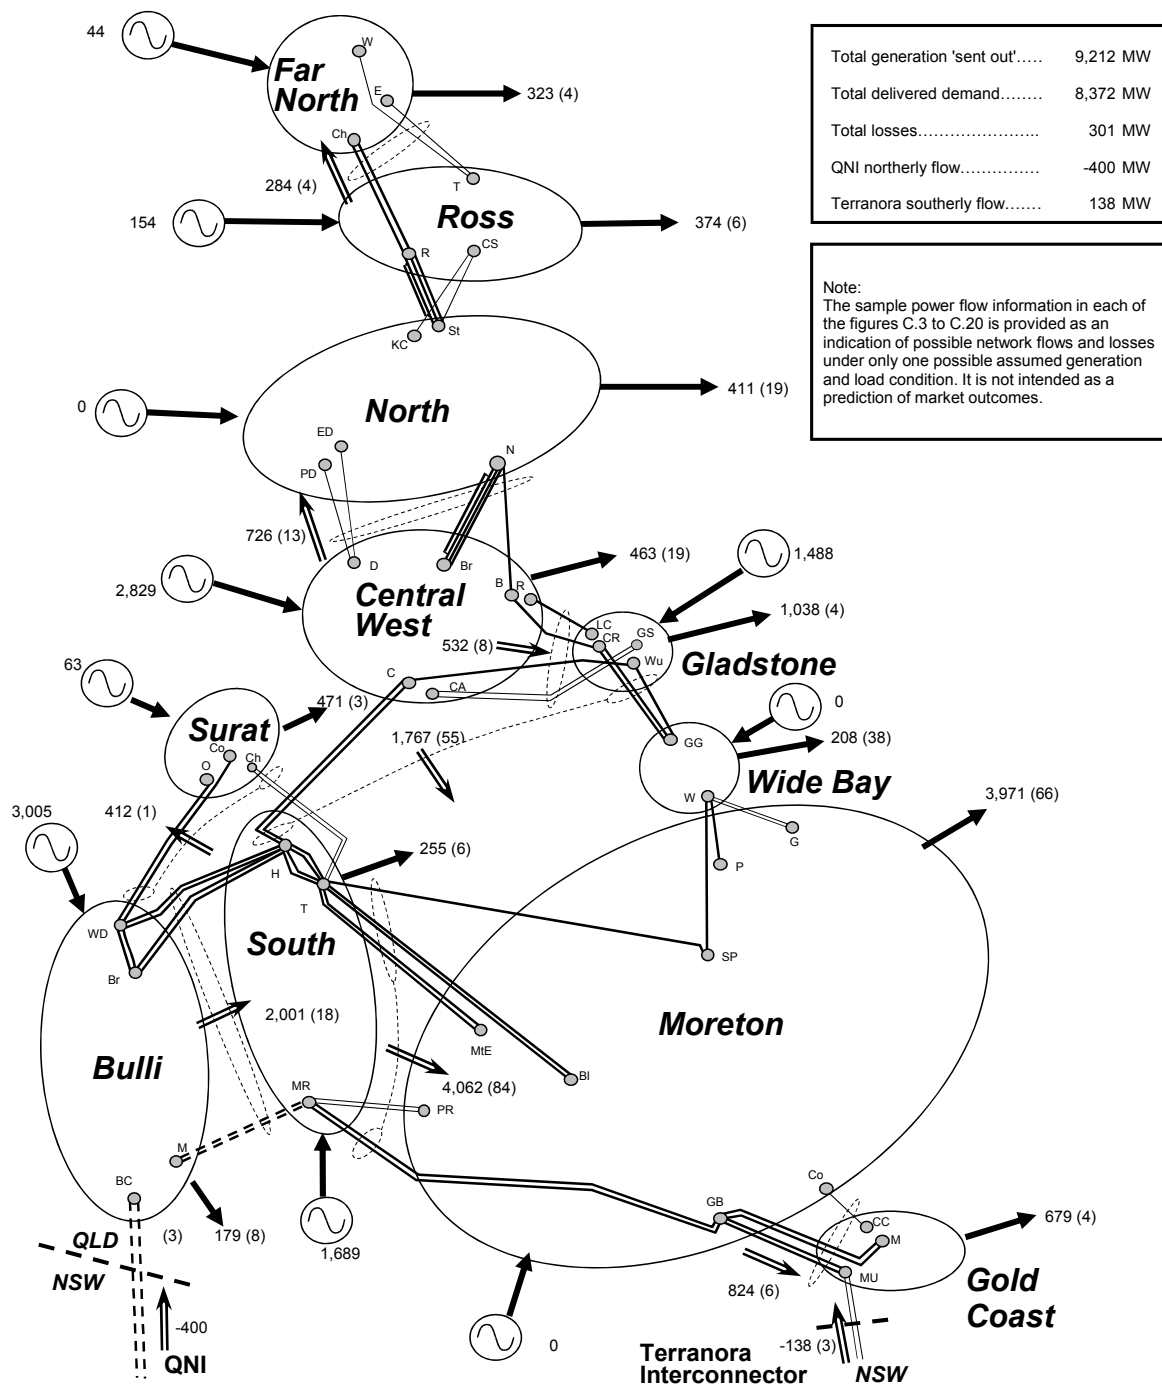 44
W
Far
North
E
323 (4)
Ch
284 (4)
T
154
Ross
374 (6)
R
CS
St
KC
0
North
411 (19)
ED
PD
N
726 (13)
D
Br
463 (19)
1,488
2,829
Central
West
B
R
1,038 (4)
LC
CR
GS
Wu
532 (8)
Gladstone
C
CA
63
Surat
471 (3)
0
Co
Ch
O
1,767 (55)
GG
208 (38)
Wide Bay
W
G
P
3,971 (66)
3,005
412 (1)
255 (6)
H
T
WD
South
SP
Br
2,001 (18)
Moreton
MtE
Bulli
BI
4,062 (84)
MR
PR
M
BC
Co
GB
CC
M
679 (4)
(3)
179 (8)
QLD
NSW
1,689
MU
Gold
Coast
824 (6)
-400
QNI
0
-138 (3)
Terranora
Interconnector
NSW
Total generation 'sent out'..... 9,212 MW
Total delivered demand........ 8,372 MW
Total losses........................ 301 MW
QNI northerly flow............... -400 MW
Terranora southerly flow....... 138 MW
Note:
The sample power flow information in each of
the figures C.3 to C.20 is provided as an
indication of possible network flows and losses
under only one possible assumed generation
and load condition. It is not intended as a
prediction of market outcomes.